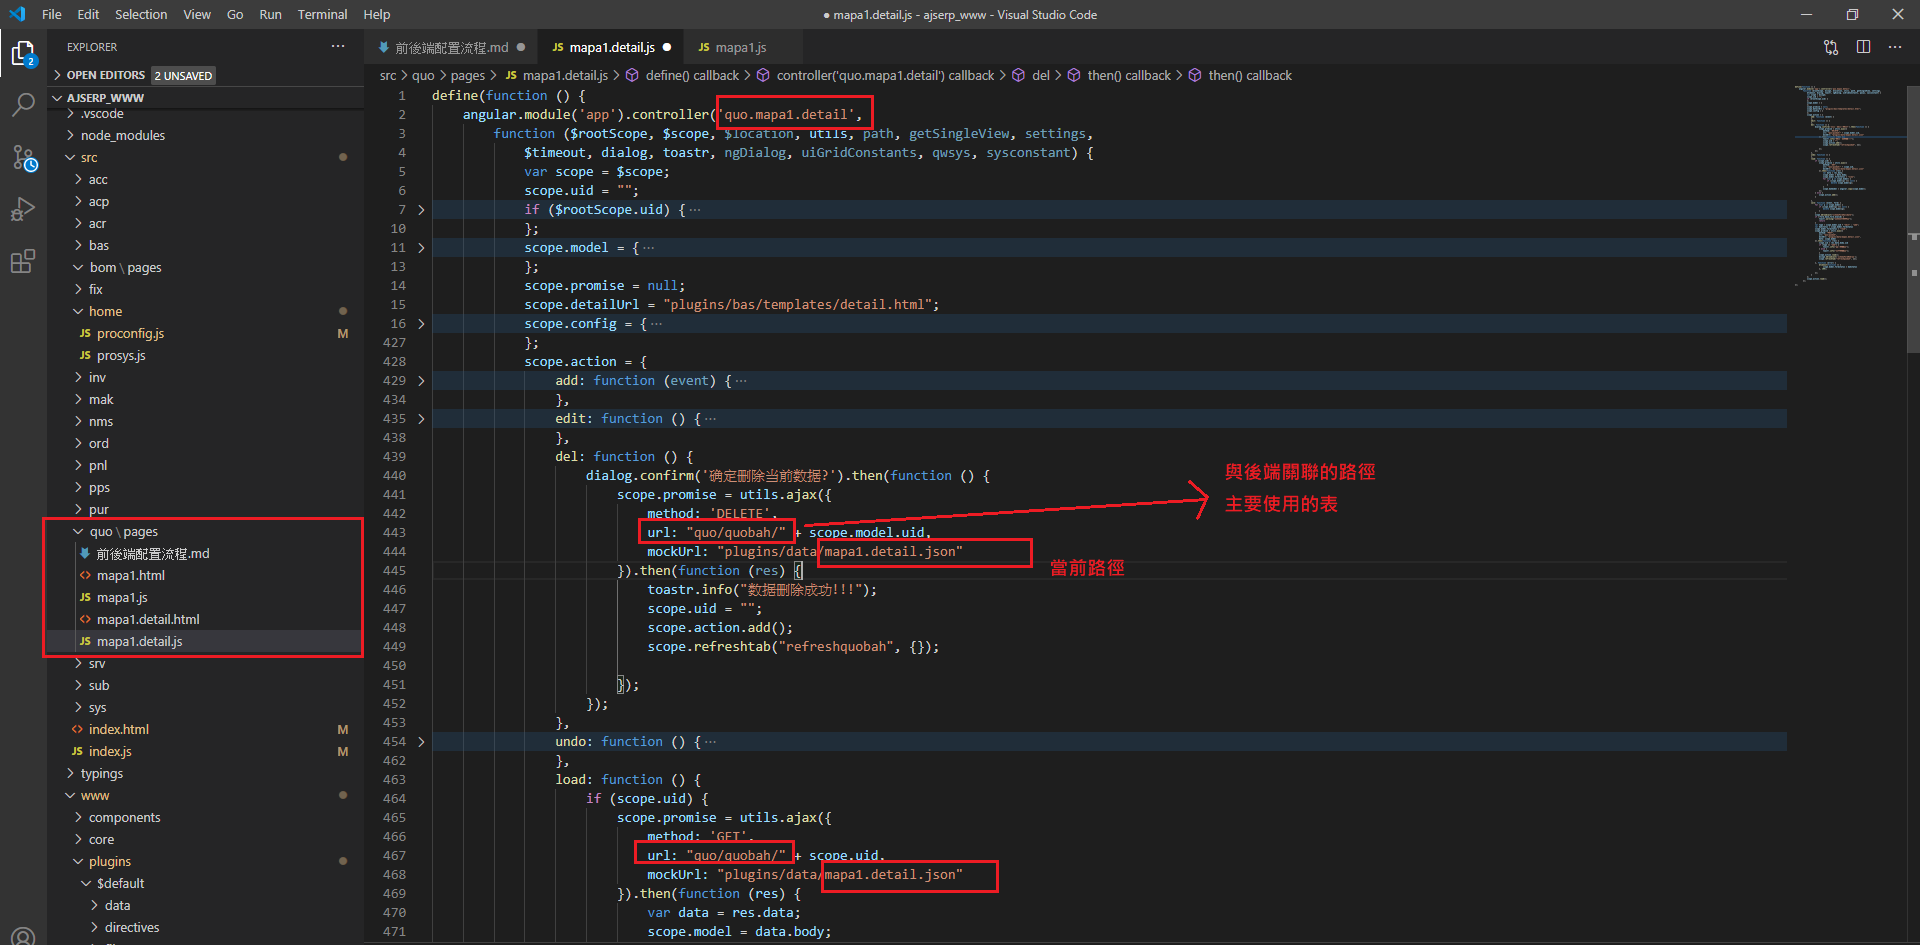 File Edit Selection View Go Run Terminal Help
● mapa1.detail.js - ajserp_www - Visual Studio Code
EXPLORER
OPEN EDITORS 2 UNSAVED
AJSERP_WWW
.vscode
node_modules
src
acc
acp
acr
bas
bom \ pages
fix
home
JS proconfig.js M
JS prosys.js
inv
mak
nms
ord
pnl
pps
pur
quo \ pages
前後端配置流程.md
<> mapa1.html
JS mapa1.js
<> mapa1.detail.html
JS mapa1.detail.js
srv
sub
sys
<> index.html M
JS index.js M
typings
www
components
core
plugins
$default
data
directives
2
前後端配置流程.md ●
JS mapa1.detail.js ●
JS mapa1.js
src > quo > pages > JS mapa1.detail.js > define() callback > controller('quo.mapa1.detail') callback > del > then() callback > then() callback
1 define(function () {
2 angular.module('app').controller('quo.mapa1.detail',
3 function ($rootScope, $scope, $location, utils, path, getSingleView, settings,
4 $timeout, dialog, toastr, ngDialog, uiGridConstants, qwsys, sysconstant) {
5 var scope = $scope;
6 scope.uid = "";
7 > if ($rootScope.uid) { ···
10 };
11 > scope.model = { ···
13 };
14 scope.promise = null;
15 scope.detailUrl = "plugins/bas/templates/detail.html";
16 > scope.config = { ···
427 };
428 scope.action = {
429 > add: function (event) { ···
434 },
435 > edit: function () { ···
438 },
439 del: function () {
440 dialog.confirm('确定删除当前数据?').then(function () {
441 scope.promise = utils.ajax({
442 method: 'DELETE',
443 url: "quo/quobah/" + scope.model.uid,
444 mockUrl: "plugins/data/mapa1.detail.json"
445 }).then(function (res) {
446 toastr.info("数据删除成功!!!");
447 scope.uid = "";
448 scope.action.add();
449 scope.refreshtab("refreshquobah", {});
450
451 });
452 });
453 },
454 > undo: function () { ···
462 },
463 load: function () {
464 if (scope.uid) {
465 scope.promise = utils.ajax({
466 method: 'GET',
467 url: "quo/quobah/" + scope.uid,
468 mockUrl: "plugins/data/mapa1.detail.json"
469 }).then(function (res) {
470 var data = res.data;
471 scope.model = data.body;
與後端關聯的路徑
主要使用的表
當前路徑